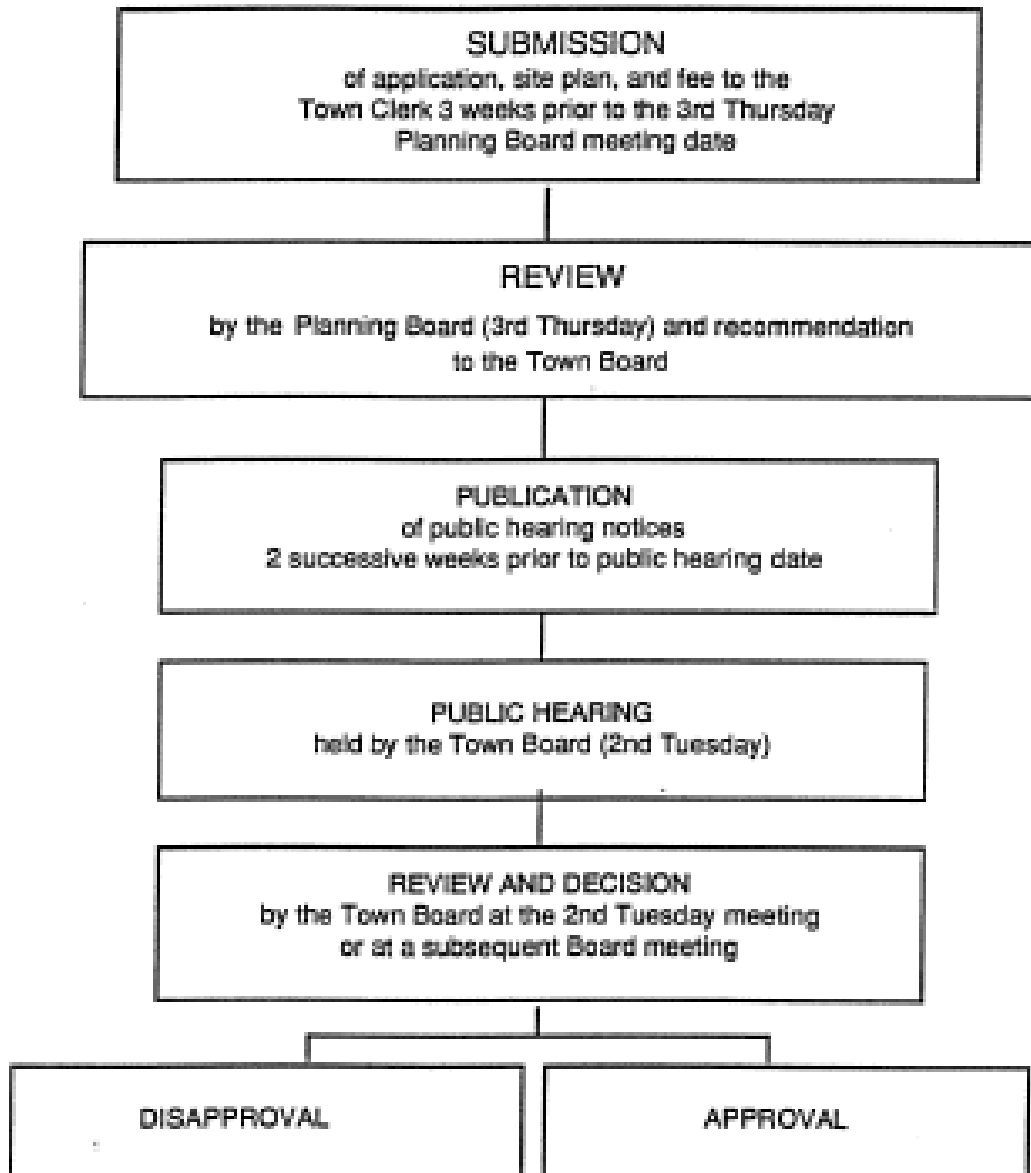 SUBMISSION
of application, site plan, and fee to the
Town Clerk 3 weeks prior to the 3rd Thursday
Planning Board meeting date
REVIEW
by the Planning Board (3rd Thursday) and recommendation
to the Town Board
PUBLICATION
of public hearing notices
2 successive weeks prior to public hearing date
PUBLIC HEARING
held by the Town Board (2nd Tuesday)
REVIEW AND DECISION
by the Town Board at the 2nd Tuesday meeting
or at a subsequent Board meeting
DISAPPROVAL
APPROVAL